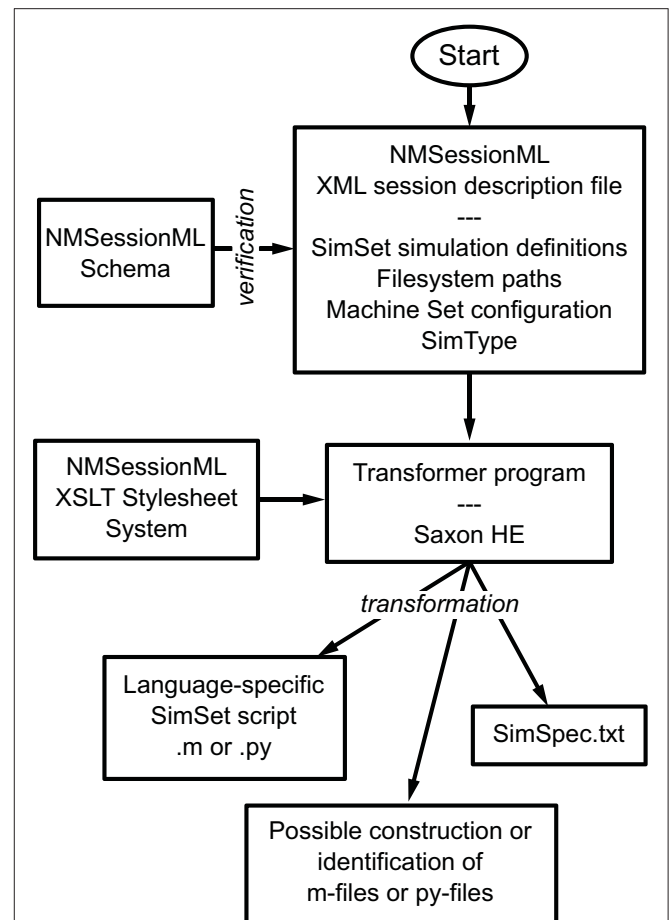 Start
NMSessionML
XML session description file
---
SimSet simulation definitions
Filesystem paths
Machine Set configuration
SimType
NMSessionML
Schema
verification
NMSessionML
XSLT Stylesheet
System
Transformer program
---
Saxon HE
transformation
Language-specific
SimSet script
.m or .py
SimSpec.txt
Possible construction or
identification of
m-files or py-files